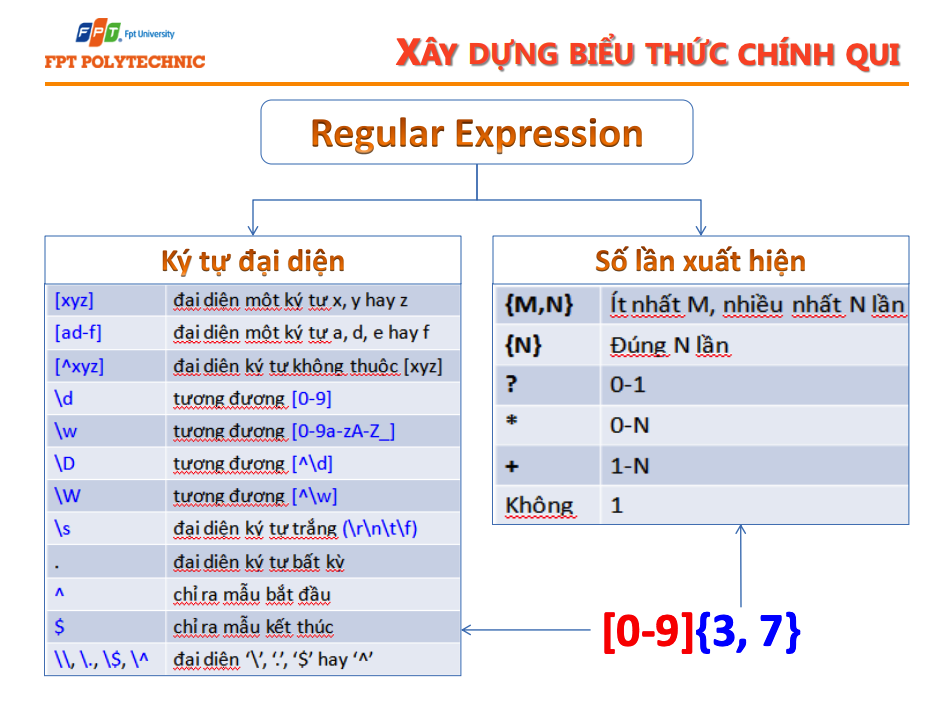 FPT. Fpt University
FPT POLYTECHNIC
XÂY DỰNG BIỂU THỨC CHÍNH QUI
Regular Expression
Ký tự đại diện
[xyz] đại diện một ký tự x, y hay z
[ad-f] đại diện một ký tự a, d, e hay f
[^xyz] đại diện ký tự không thuộc [xyz]
\d tương đương [0-9]
\w tương đương [0-9a-zA-Z_]
\D tương đương [^\d]
\W tương đương [^\w]
\s đại diện ký tự trắng (\r\n\t\f)
. đại diện ký tự bất kỳ
^ chỉ ra mẫu bắt đầu
$ chỉ ra mẫu kết thúc
\\, \., \$, \^ đại diện ‘\’, ‘.’, ‘$’ hay ‘^’
Số lần xuất hiện
{M,N} Ít nhất M, nhiều nhất N lần
{N} Đúng N lần
? 0-1
* 0-N
+ 1-N
Không 1
[0-9]{3, 7}